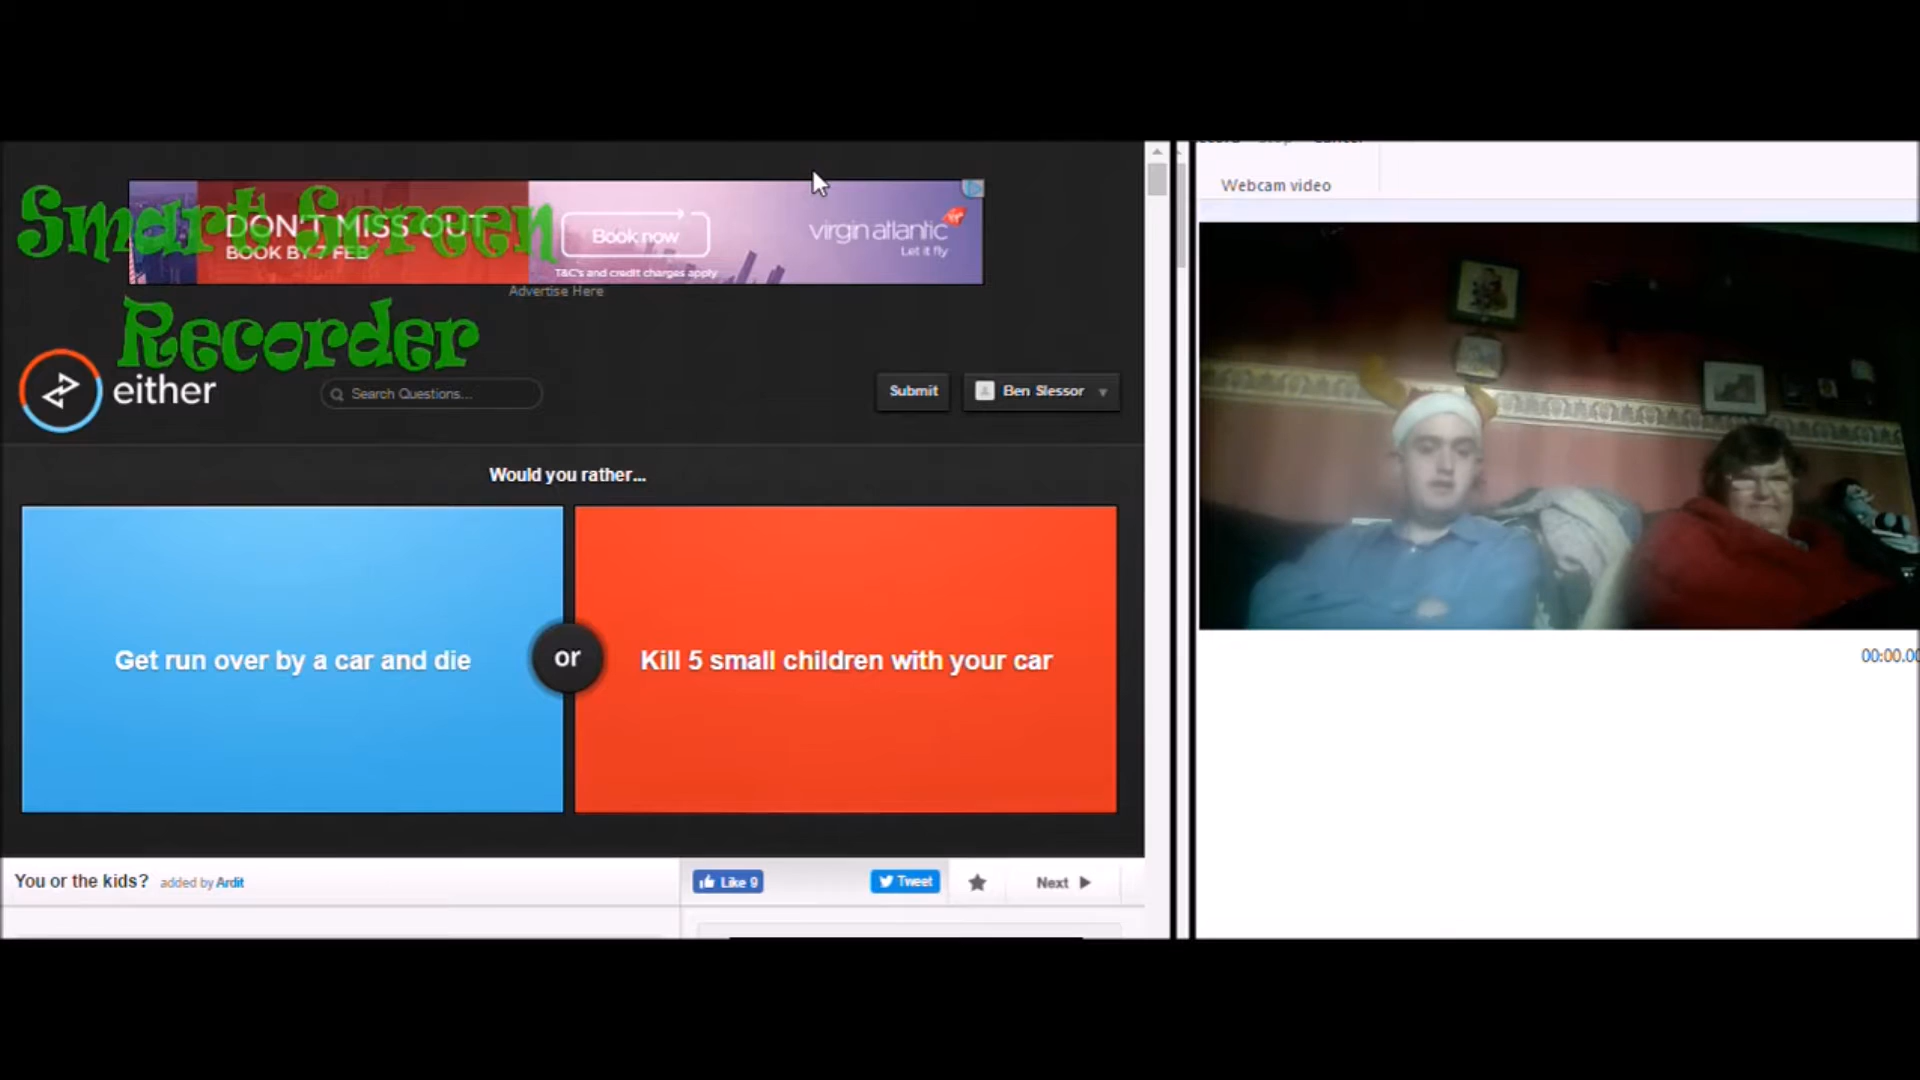 Webcam video
Smart Screen
Recorder
DON'T MISS OUT
BOOK BY 7 FEB
Book now
T&C's and credit charges apply
virgin atlantic
Let it fly
Advertise Here
either
Search Questions...
Submit
Ben Slessor
Would you rather...
Get run over by a car and die
or
Kill 5 small children with your car
00:00.00
You or the kids? added by Ardit
Like 9
Tweet
Next